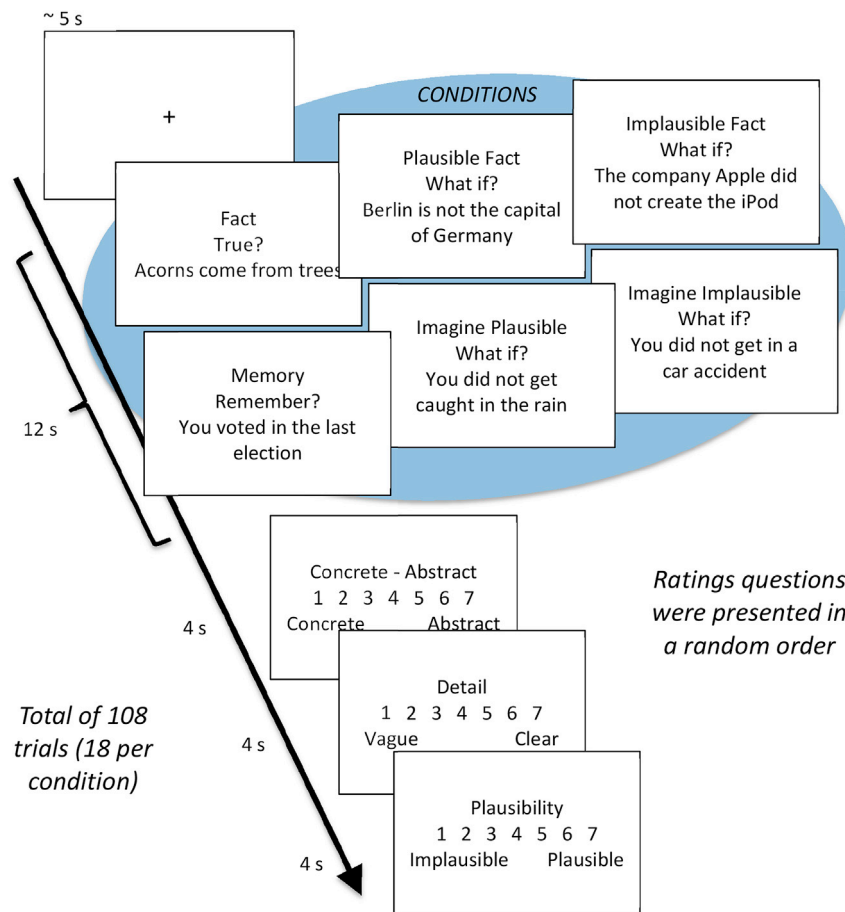 ~ 5 s
+
CONDITIONS
Fact
True?
Acorns come from trees
Plausible Fact
What if?
Berlin is not the capital
of Germany
Implausible Fact
What if?
The company Apple did
not create the iPod
Memory
Remember?
You voted in the last
election
Imagine Plausible
What if?
You did not get
caught in the rain
Imagine Implausible
What if?
You did not get in a
car accident
12 s
Concrete - Abstract
1 2 3 4 5 6 7
Concrete Abstract
4 s
Ratings questions
were presented in
a random order
Detail
1 2 3 4 5 6 7
Vague Clear
4 s
Total of 108
trials (18 per
condition)
Plausibility
1 2 3 4 5 6 7
Implausible Plausible
4 s